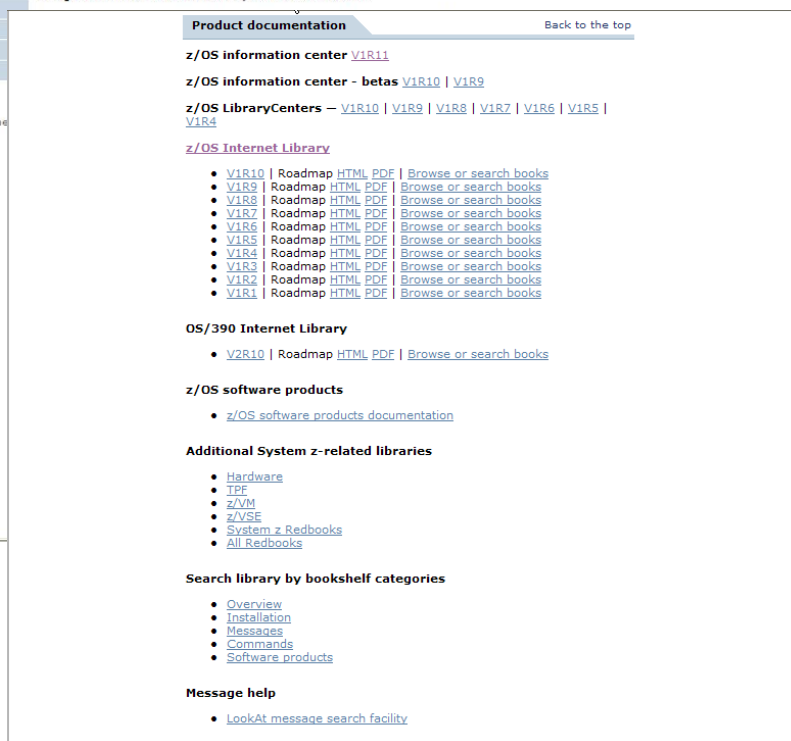 Product documentation
Back to the top
z/OS information center V1R11
z/OS information center - betas V1R10 | V1R9
z/OS LibraryCenters — V1R10 | V1R9 | V1R8 | V1R7 | V1R6 | V1R5 |
V1R4
z/OS Internet Library
• V1R10 | Roadmap HTML PDF | Browse or search books
• V1R9 | Roadmap HTML PDF | Browse or search books
• V1R8 | Roadmap HTML PDF | Browse or search books
• V1R7 | Roadmap HTML PDF | Browse or search books
• V1R6 | Roadmap HTML PDF | Browse or search books
• V1R5 | Roadmap HTML PDF | Browse or search books
• V1R4 | Roadmap HTML PDF | Browse or search books
• V1R3 | Roadmap HTML PDF | Browse or search books
• V1R2 | Roadmap HTML PDF | Browse or search books
• V1R1 | Roadmap HTML PDF | Browse or search books
OS/390 Internet Library
• V2R10 | Roadmap HTML PDF | Browse or search books
z/OS software products
• z/OS software products documentation
Additional System z-related libraries
• Hardware
• TPF
• z/VM
• z/VSE
• System z Redbooks
• All Redbooks
Search library by bookshelf categories
• Overview
• Installation
• Messages
• Commands
• Software products
Message help
• LookAt message search facility